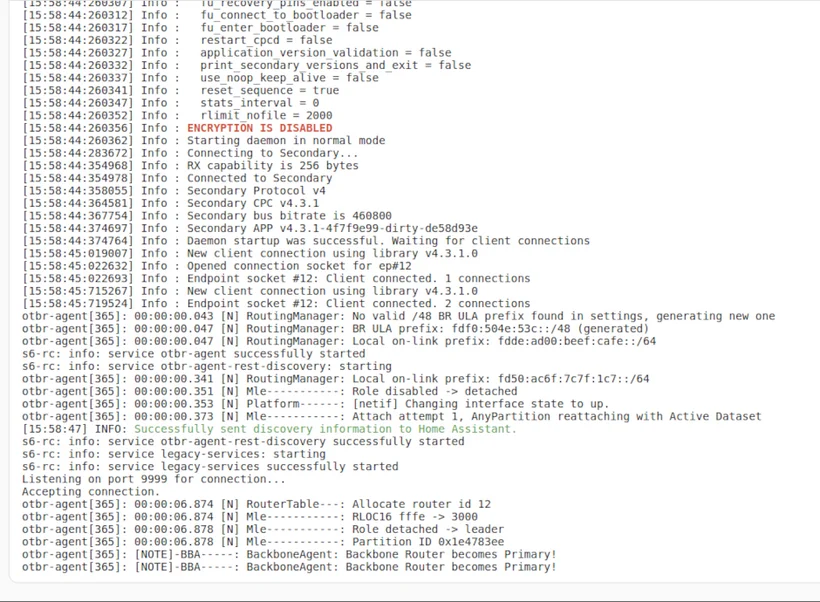 [15:58:44:260307] Info :   fu_recovery_pins_enabled = false
[15:58:44:260312] Info :   fu_connect_to_bootloader = false
[15:58:44:260317] Info :   fu_enter_bootloader = false
[15:58:44:260322] Info :   restart_cpcd = false
[15:58:44:260327] Info :   application_version_validation = false
[15:58:44:260332] Info :   print_secondary_versions_and_exit = false
[15:58:44:260337] Info :   use_noop_keep_alive = false
[15:58:44:260341] Info :   reset_sequence = true
[15:58:44:260347] Info :   stats_interval = 0
[15:58:44:260352] Info :   rlimit_nofile = 2000
[15:58:44:260356] Info : ENCRYPTION IS DISABLED
[15:58:44:260362] Info : Starting daemon in normal mode
[15:58:44:283672] Info : Connecting to Secondary...
[15:58:44:354968] Info : RX capability is 256 bytes
[15:58:44:354978] Info : Connected to Secondary
[15:58:44:358055] Info : Secondary Protocol v4
[15:58:44:364581] Info : Secondary CPC v4.3.1
[15:58:44:367754] Info : Secondary bus bitrate is 460800
[15:58:44:374697] Info : Secondary APP v4.3.1-4f7f9e99-dirty-de58d93e
[15:58:44:374764] Info : Daemon startup was successful. Waiting for client connections
[15:58:45:019007] Info : New client connection using library v4.3.1.0
[15:58:45:022632] Info : Opened connection socket for ep#12
[15:58:45:022693] Info : Endpoint socket #12: Client connected. 1 connections
[15:58:45:715267] Info : New client connection using library v4.3.1.0
[15:58:45:719524] Info : Endpoint socket #12: Client connected. 2 connections
otbr-agent[365]: 00:00:00.043 [N] RoutingManager: No valid /48 BR ULA prefix found in settings, generating new one
otbr-agent[365]: 00:00:00.047 [N] RoutingManager: BR ULA prefix: fdf0:504e:53c::/48 (generated)
otbr-agent[365]: 00:00:00.047 [N] RoutingManager: Local on-link prefix: fdde:ad00:beef:cafe::/64
s6-rc: info: service otbr-agent successfully started
s6-rc: info: service otbr-agent-rest-discovery: starting
otbr-agent[365]: 00:00:00.341 [N] RoutingManager: Local on-link prefix: fd50:ac6f:7c7f:1c7::/64
otbr-agent[365]: 00:00:00.351 [N] Mle-----------: Role disabled -> detached
otbr-agent[365]: 00:00:00.353 [N] Platform------: [netif] Changing interface state to up.
otbr-agent[365]: 00:00:00.373 [N] Mle-----------: Attach attempt 1, AnyPartition reattaching with Active Dataset
[15:58:47] INFO: Successfully sent discovery information to Home Assistant.
s6-rc: info: service otbr-agent-rest-discovery successfully started
s6-rc: info: service legacy-services: starting
s6-rc: info: service legacy-services successfully started
Listening on port 9999 for connection...
Accepting connection.
otbr-agent[365]: 00:00:06.874 [N] RouterTable---: Allocate router id 12
otbr-agent[365]: 00:00:06.874 [N] Mle-----------: RLOC16 fffe -> 3000
otbr-agent[365]: 00:00:06.878 [N] Mle-----------: Role detached -> leader
otbr-agent[365]: 00:00:06.878 [N] Mle-----------: Partition ID 0x1e4783ee
otbr-agent[365]: [NOTE]-BBA-----: BackboneAgent: Backbone Router becomes Primary!
otbr-agent[365]: [NOTE]-BBA-----: BackboneAgent: Backbone Router becomes Primary!